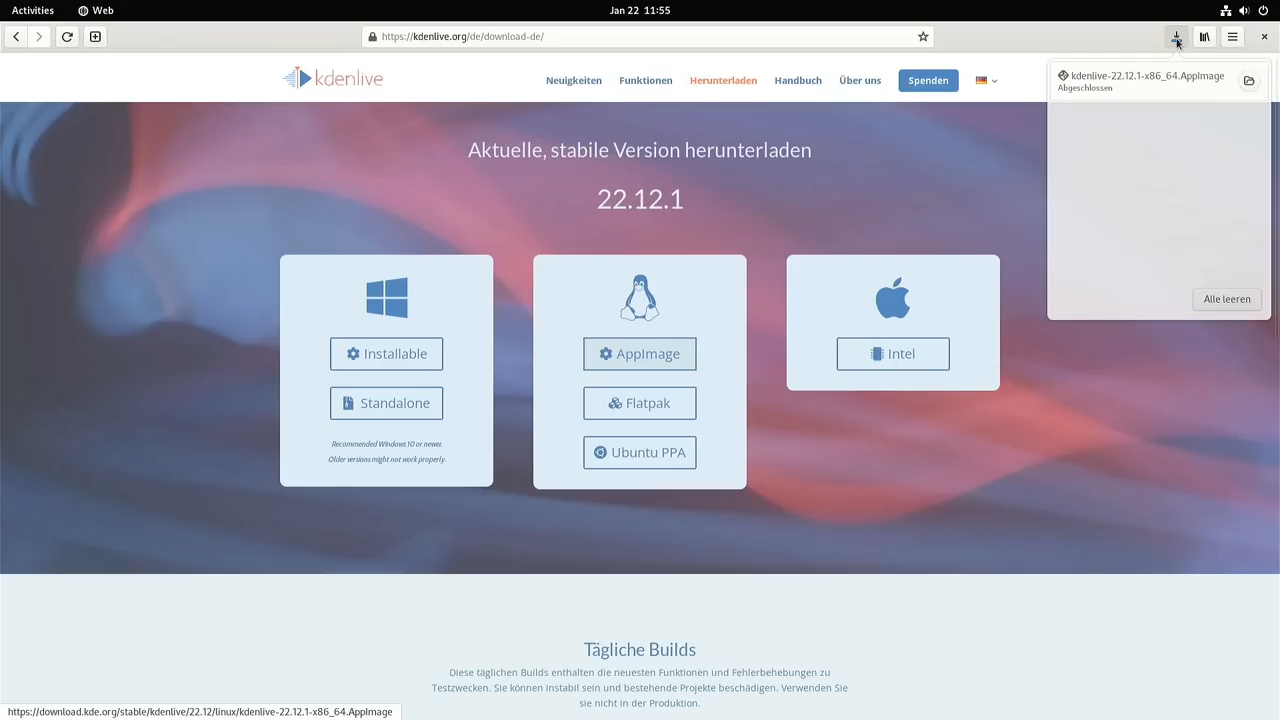 Activities
Web
Jan 22 11:55
https://kdenlive.org/de/download-de/
kdenlive
Neuigkeiten
Funktionen
Herunterladen
Handbuch
Über uns
Spenden
kdenlive-22.12.1-x86_64.AppImage
Abgeschlossen
Alle leeren
Aktuelle, stabile Version herunterladen
22.12.1
Installable
Standalone
Recommended Windows 10 or newer.
Older versions might not work properly.
AppImage
Flatpak
Ubuntu PPA
Intel
Tägliche Builds
Diese täglichen Builds enthalten die neuesten Funktionen und Fehlerbehebungen zu
Testzwecken. Sie können instabil sein und bestehende Projekte beschädigen. Verwenden Sie
sie nicht in der Produktion.
https://download.kde.org/stable/kdenlive/22.12/linux/kdenlive-22.12.1-x86_64.AppImage